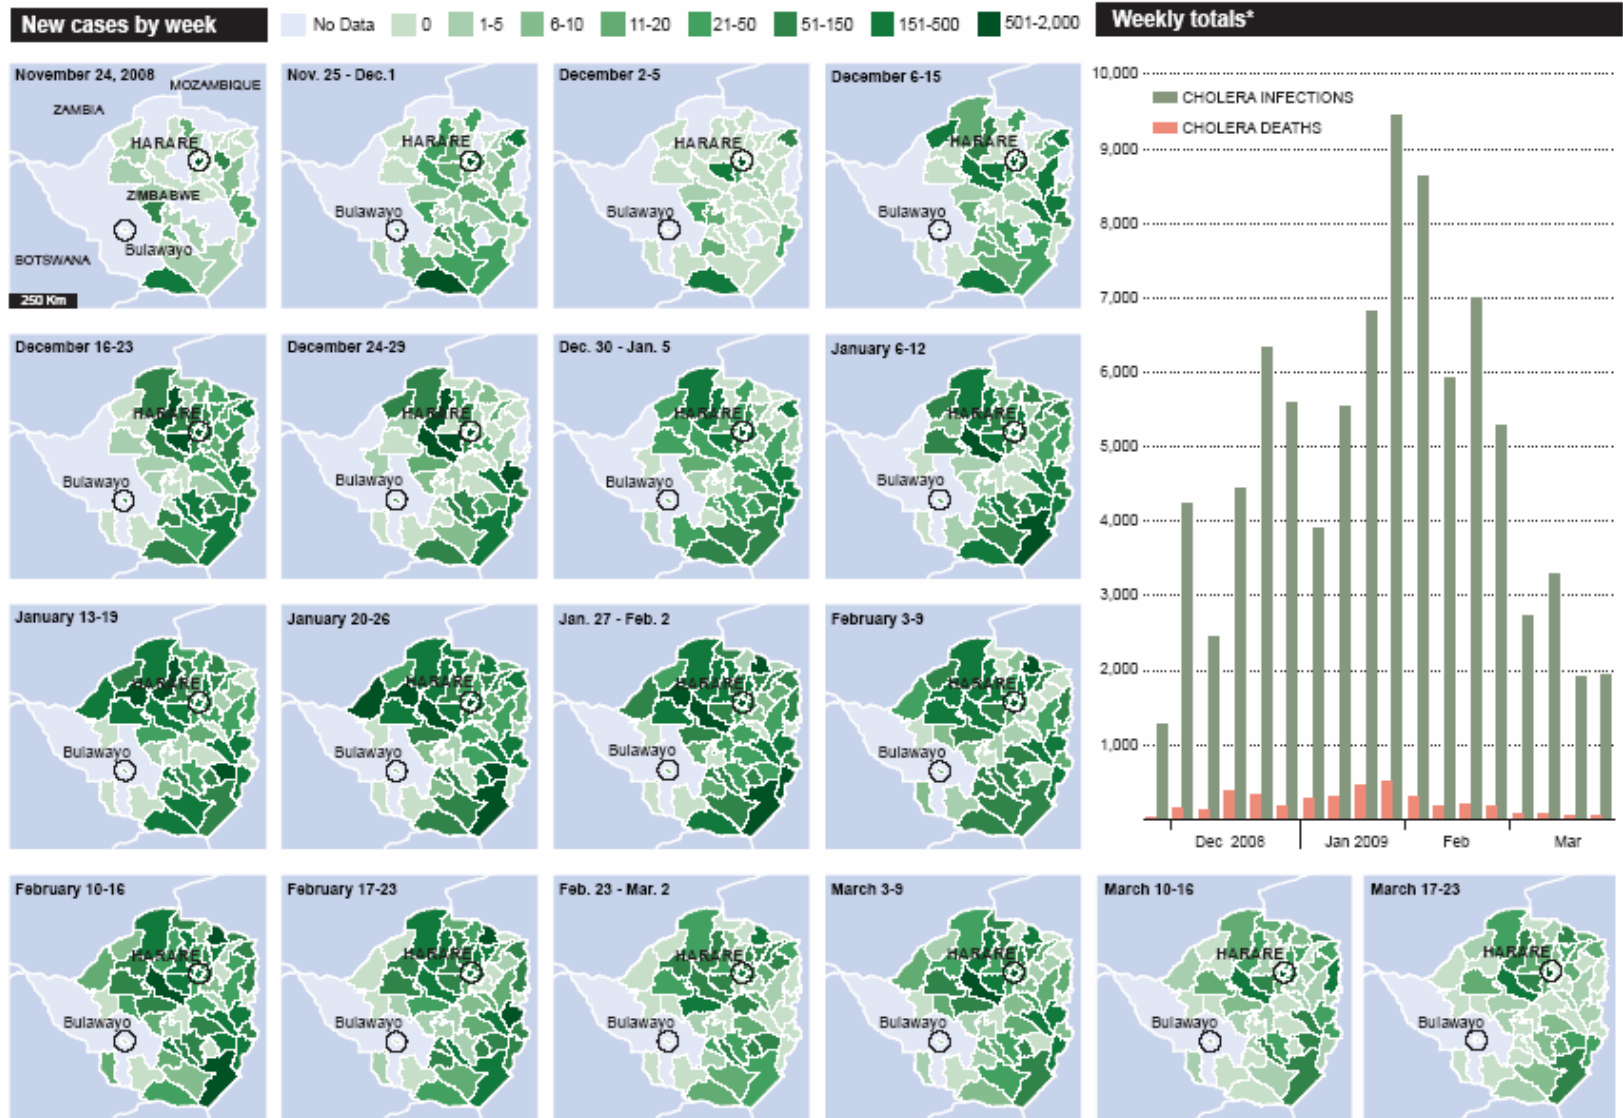 New cases by week
No Data 0 1-5 6-10 11-20 21-50 51-150 151-500 501-2,000
Weekly totals*
November 24, 2008
MOZAMBIQUE
ZAMBIA
HARARE
ZIMBABWE
Bulawayo
BOTSWANA
250 Km
Nov. 25 - Dec.1
HARARE
Bulawayo
December 2-5
HARARE
Bulawayo
December 6-15
HARARE
Bulawayo
December 16-23
HARARE
Bulawayo
December 24-29
HARARE
Bulawayo
Dec. 30 - Jan. 5
HARARE
Bulawayo
January 6-12
HARARE
Bulawayo
January 13-19
HARARE
Bulawayo
January 20-26
HARARE
Bulawayo
Jan. 27 - Feb. 2
HARARE
Bulawayo
February 3-9
HARARE
Bulawayo
10,000
CHOLERA INFECTIONS
CHOLERA DEATHS
9,000
8,000
7,000
6,000
5,000
4,000
3,000
2,000
1,000
Dec 2008 Jan 2009 Feb Mar
February 10-16
HARARE
Bulawayo
February 17-23
HARARE
Bulawayo
Feb. 23 - Mar. 2
HARARE
Bulawayo
March 3-9
HARARE
Bulawayo
March 10-16
HARARE
Bulawayo
March 17-23
HARARE
Bulawayo